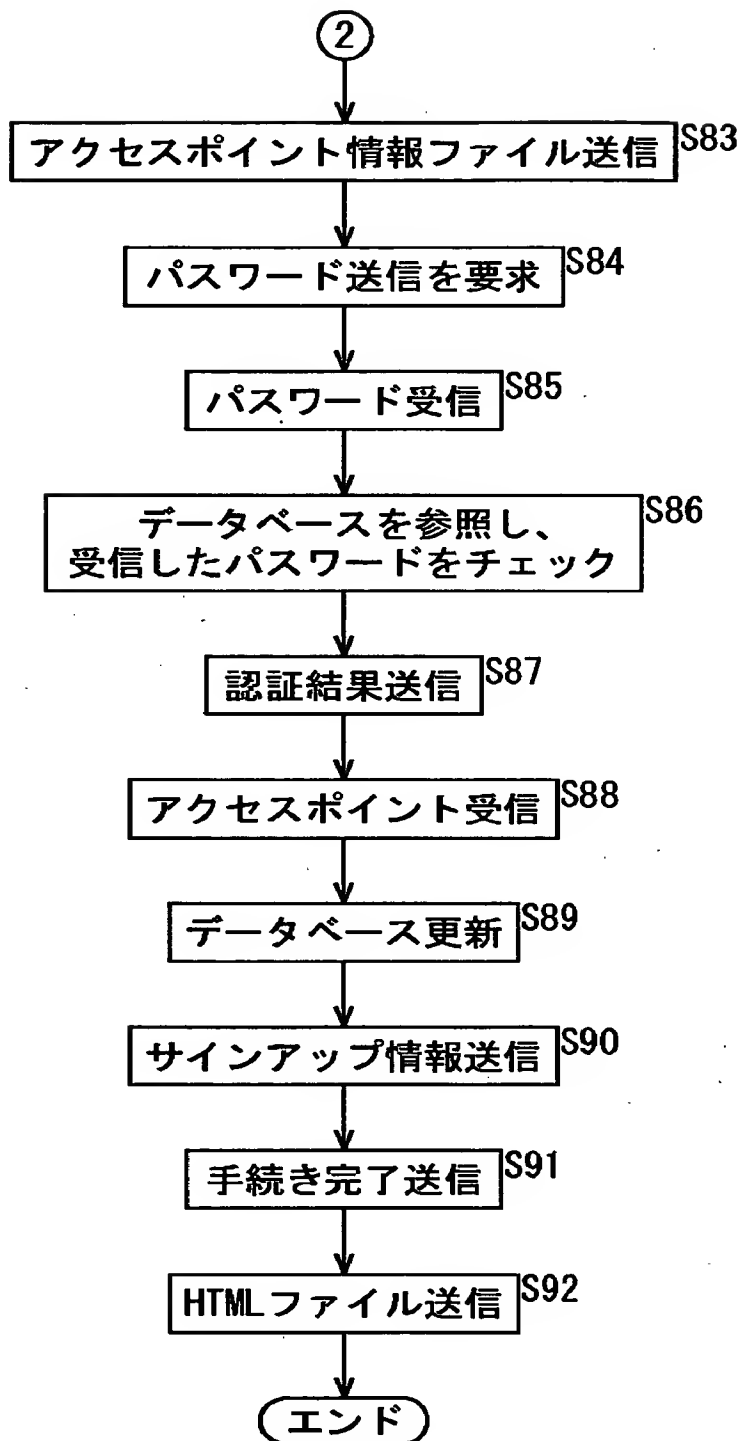 2
アクセスポイント情報ファイル送信 S83
パスワード送信を要求 S84
パスワード受信 S85
データベースを参照し、 S86
受信したパスワードをチェック
認証結果送信 S87
アクセスポイント受信 S88
データベース更新 S89
サインアップ情報送信 S90
手続き完了送信 S91
HTMLファイル送信 S92
エンド